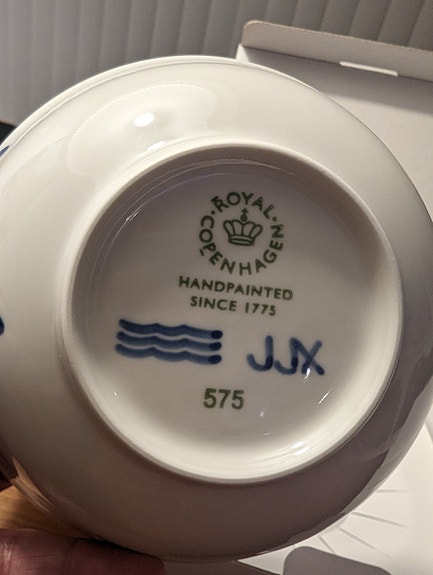 ROYAL
COPENHAGEN
HANDPAINTED
SINCE 1775
JJX
575